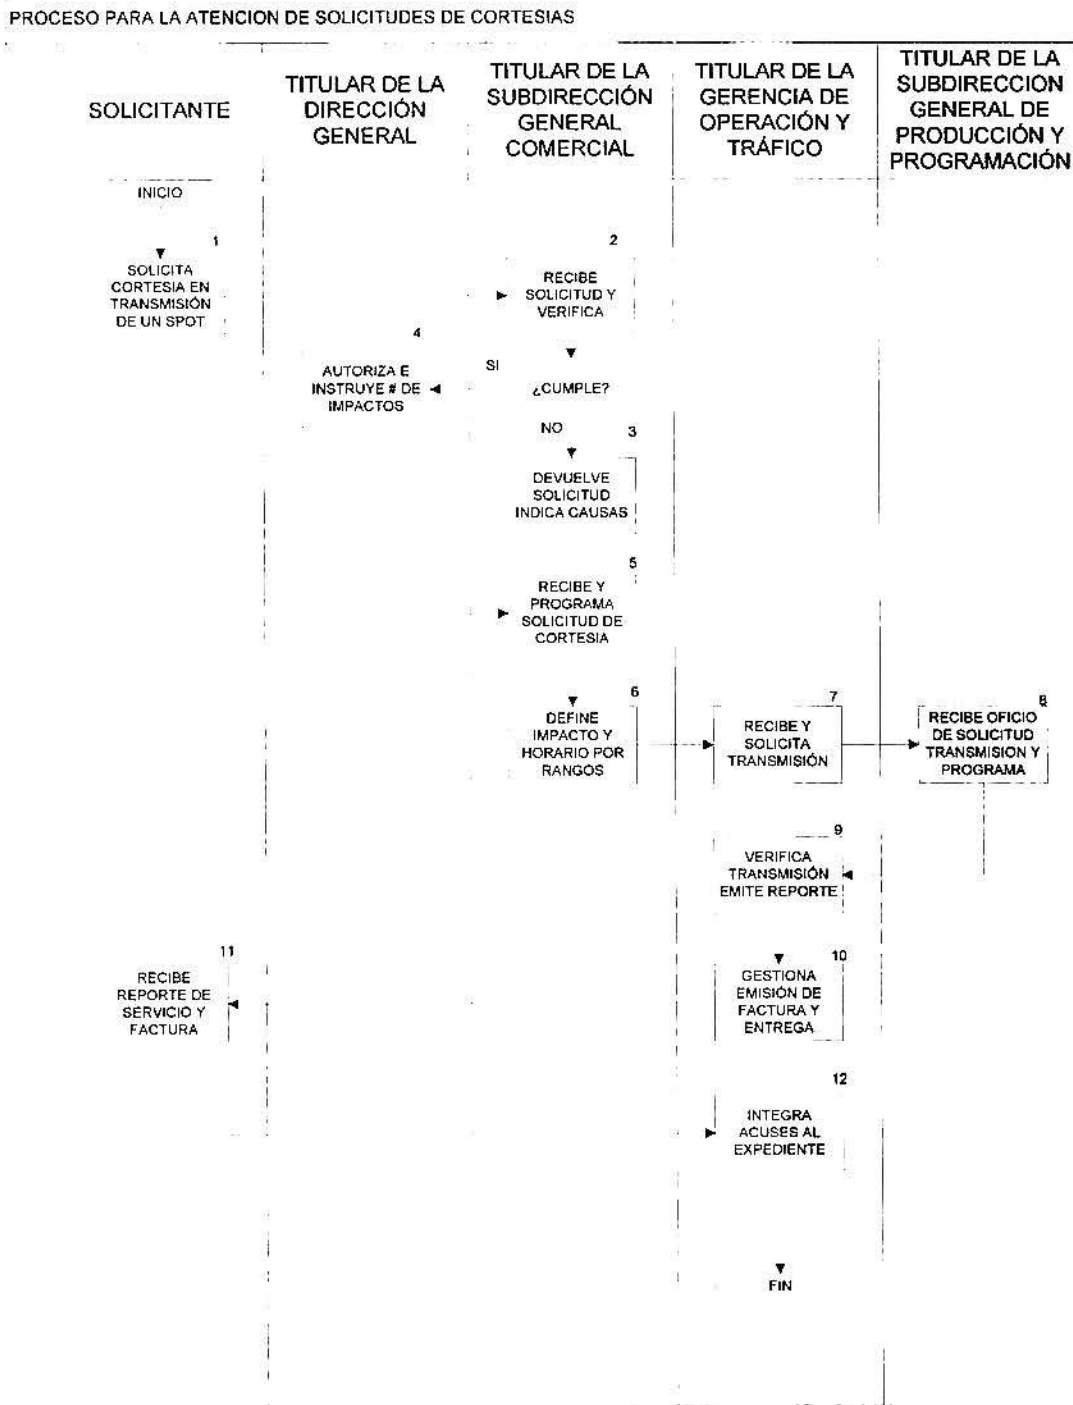 PROCESO PARA LA ATENCION DE SOLICITUDES DE CORTESIAS
SOLICITANTE
TITULAR DE LA
DIRECCIÓN
GENERAL
TITULAR DE LA
SUBDIRECCIÓN
GENERAL
COMERCIAL
TITULAR DE LA
GERENCIA DE
OPERACIÓN Y
TRÁFICO
TITULAR DE LA
SUBDIRECCION
GENERAL DE
PRODUCCIÓN Y
PROGRAMACIÓN
INICIO
1
SOLICITA
CORTESIA EN
TRANSMISIÓN
DE UN SPOT
2
RECIBE
SOLICITUD Y
VERIFICA
4
AUTORIZA E
INSTRUYE # DE
IMPACTOS
SI
¿CUMPLE?
NO
3
DEVUELVE
SOLICITUD
INDICA CAUSAS
5
RECIBE Y
PROGRAMA
SOLICITUD DE
CORTESIA
6
DEFINE
IMPACTO Y
HORARIO POR
RANGOS
7
RECIBE Y
SOLICITA
TRANSMISIÓN
8
RECIBE OFICIO
DE SOLICITUD
TRANSMISION Y
PROGRAMA
9
VERIFICA
TRANSMISIÓN
EMITE REPORTE
10
GESTIONA
EMISIÓN DE
FACTURA Y
ENTREGA
11
RECIBE
REPORTE DE
SERVICIO Y
FACTURA
12
INTEGRA
ACUSES AL
EXPEDIENTE
FIN